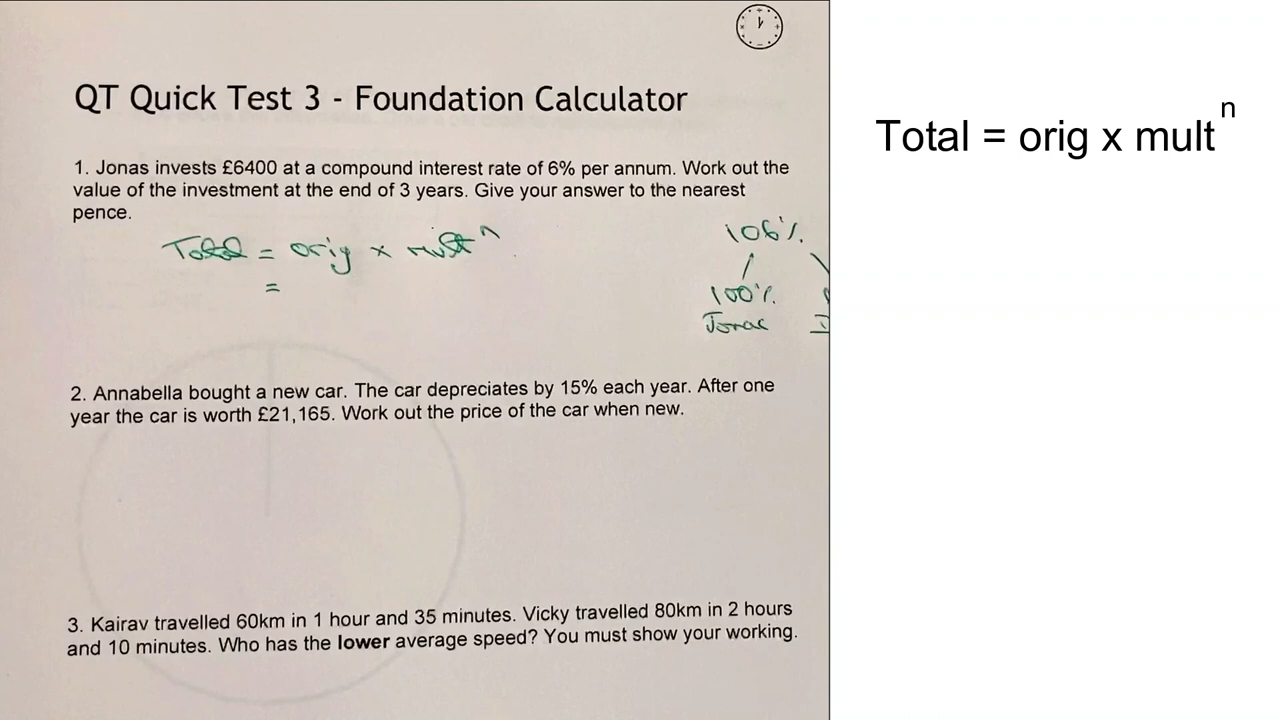 QT Quick Test 3 - Foundation Calculator
Total = orig x mult n
1. Jonas invests £6400 at a compound interest rate of 6% per annum. Work out the
value of the investment at the end of 3 years. Give your answer to the nearest
pence.
Total = orig × mult n
=
106%
100%
Jonas
2. Annabella bought a new car. The car depreciates by 15% each year. After one
year the car is worth £21,165. Work out the price of the car when new.
3. Kairav travelled 60km in 1 hour and 35 minutes. Vicky travelled 80km in 2 hours
and 10 minutes. Who has the lower average speed? You must show your working.